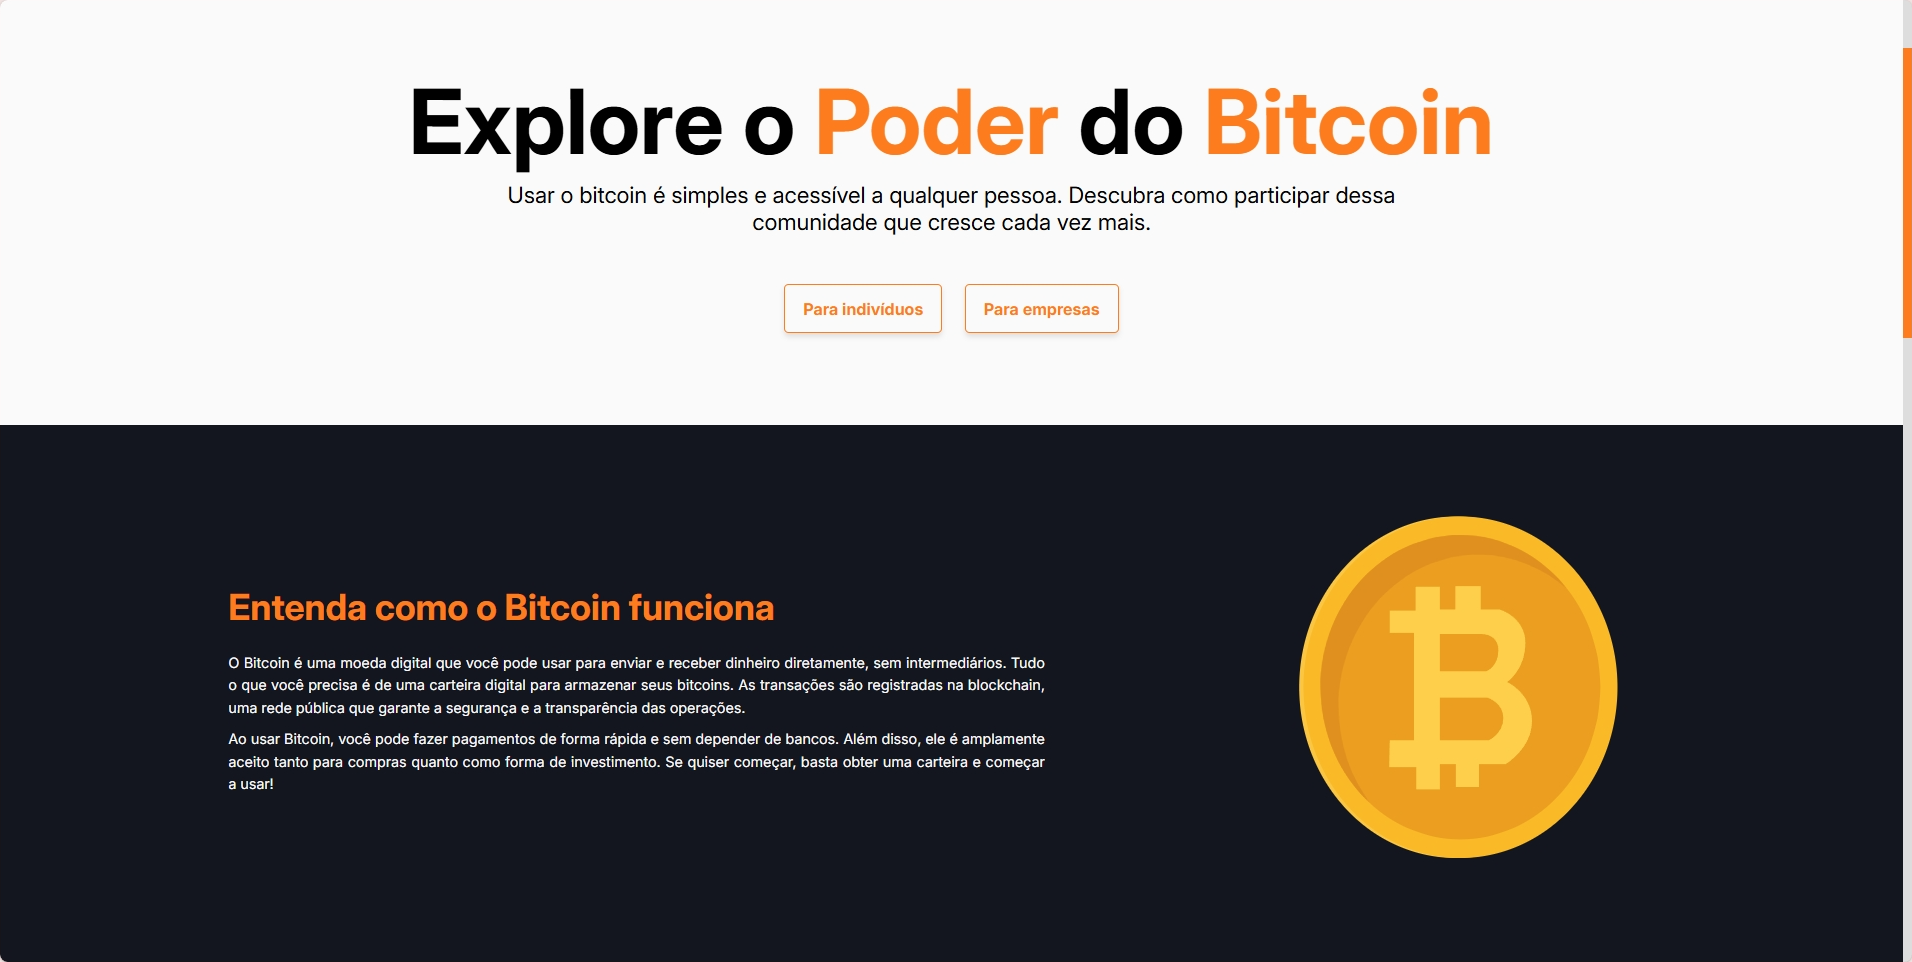 Explore o Poder do Bitcoin
Usar o bitcoin é simples e acessível a qualquer pessoa. Descubra como participar dessa
comunidade que cresce cada vez mais.
Para indivíduos
Para empresas
Entenda como o Bitcoin funciona
O Bitcoin é uma moeda digital que você pode usar para enviar e receber dinheiro diretamente, sem intermediários. Tudo
o que você precisa é de uma carteira digital para armazenar seus bitcoins. As transações são registradas na blockchain,
uma rede pública que garante a segurança e a transparência das operações.
Ao usar Bitcoin, você pode fazer pagamentos de forma rápida e sem depender de bancos. Além disso, ele é amplamente
aceito tanto para compras quanto como forma de investimento. Se quiser começar, basta obter uma carteira e começar
a usar!